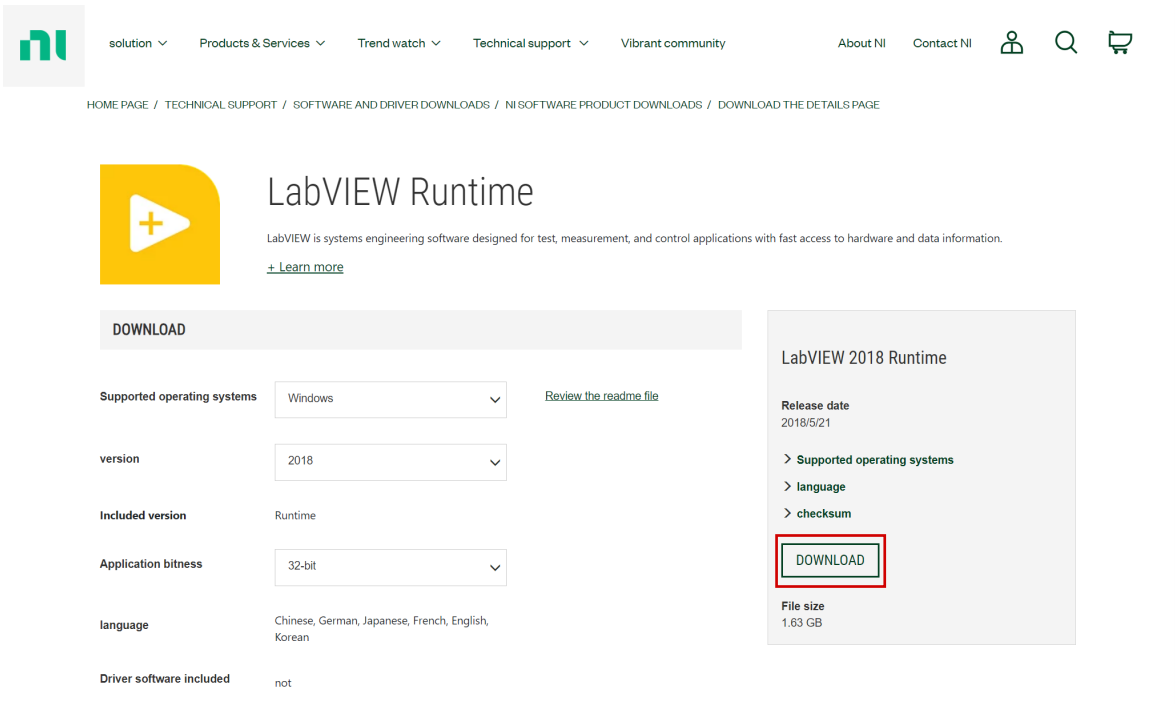 ni
solution Products & Services Trend watch Technical support Vibrant community About NI Contact NI
HOME PAGE / TECHNICAL SUPPORT / SOFTWARE AND DRIVER DOWNLOADS / NI SOFTWARE PRODUCT DOWNLOADS / DOWNLOAD THE DETAILS PAGE
LabVIEW Runtime
LabVIEW is systems engineering software designed for test, measurement, and control applications with fast access to hardware and data information.
+ Learn more
DOWNLOAD
Supported operating systems Windows Review the readme file
version 2018
Included version Runtime
Application bitness 32-bit
language Chinese, German, Japanese, French, English,
Korean
Driver software included not
LabVIEW 2018 Runtime
Release date
2018/5/21
Supported operating systems
language
checksum
DOWNLOAD
File size
1.63 GB